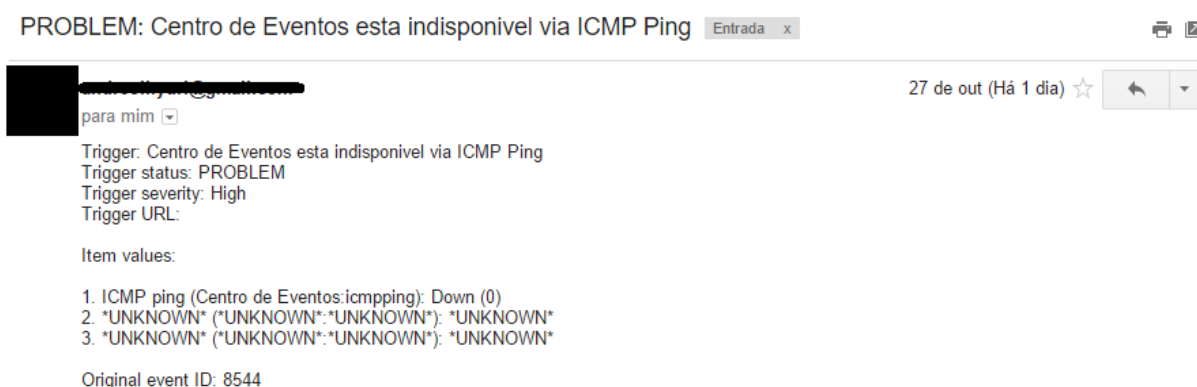 PROBLEM: Centro de Eventos esta indisponivel via ICMP Ping Entrada x
27 de out (Há 1 dia)
para mim
Trigger: Centro de Eventos esta indisponivel via ICMP Ping
Trigger status: PROBLEM
Trigger severity: High
Trigger URL:
Item values:
1. ICMP ping (Centro de Eventos:icmpping): Down (0)
2. *UNKNOWN* (*UNKNOWN*:*UNKNOWN*): *UNKNOWN*
3. *UNKNOWN* (*UNKNOWN*:*UNKNOWN*): *UNKNOWN*
Original event ID: 8544